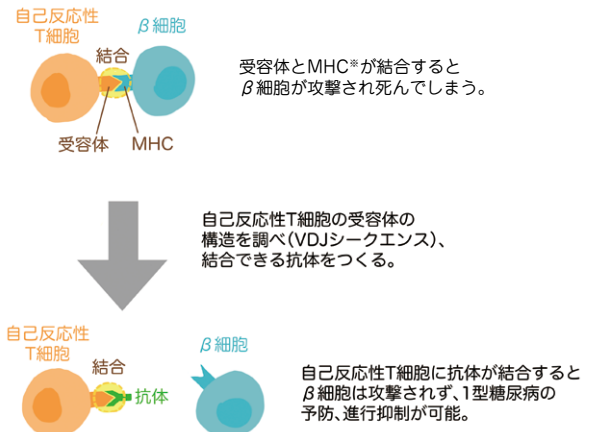 自己反応性
T細胞
β細胞
結合
受容体
MHC
受容体とMHC※が結合すると
β細胞が攻撃され死んでしまう。
自己反応性T細胞の受容体の
構造を調べ(VDJシークエンス)、
結合できる抗体をつくる。
自己反応性
T細胞
結合
抗体
β細胞
自己反応性T細胞に抗体が結合すると
β細胞は攻撃されず、1型糖尿病の
予防、進行抑制が可能。